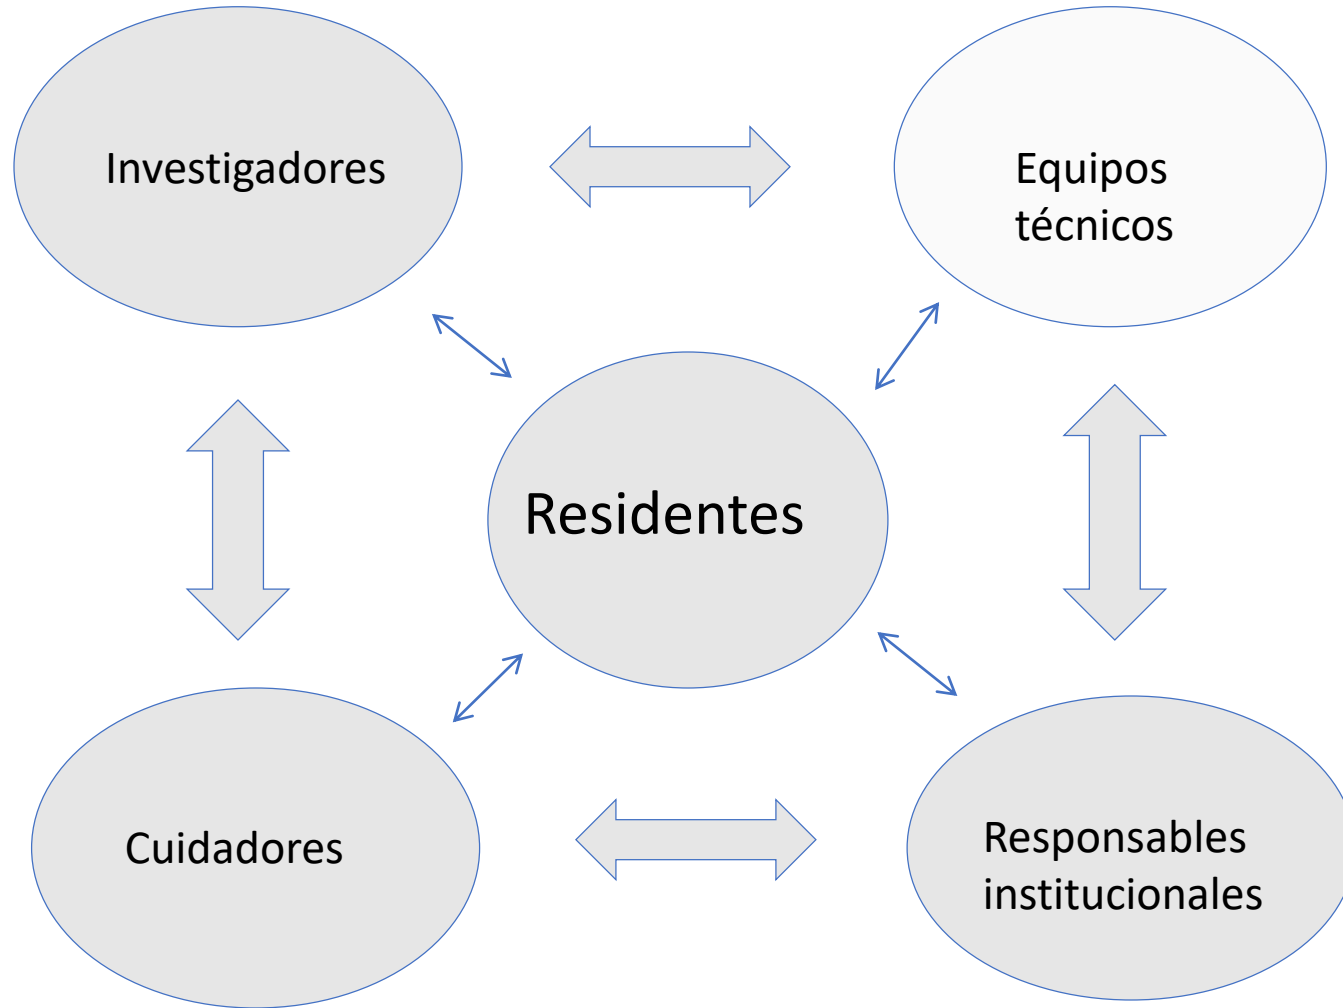 Investigadores
Equipos
técnicos
Residentes
Cuidadores
Responsables
institucionales